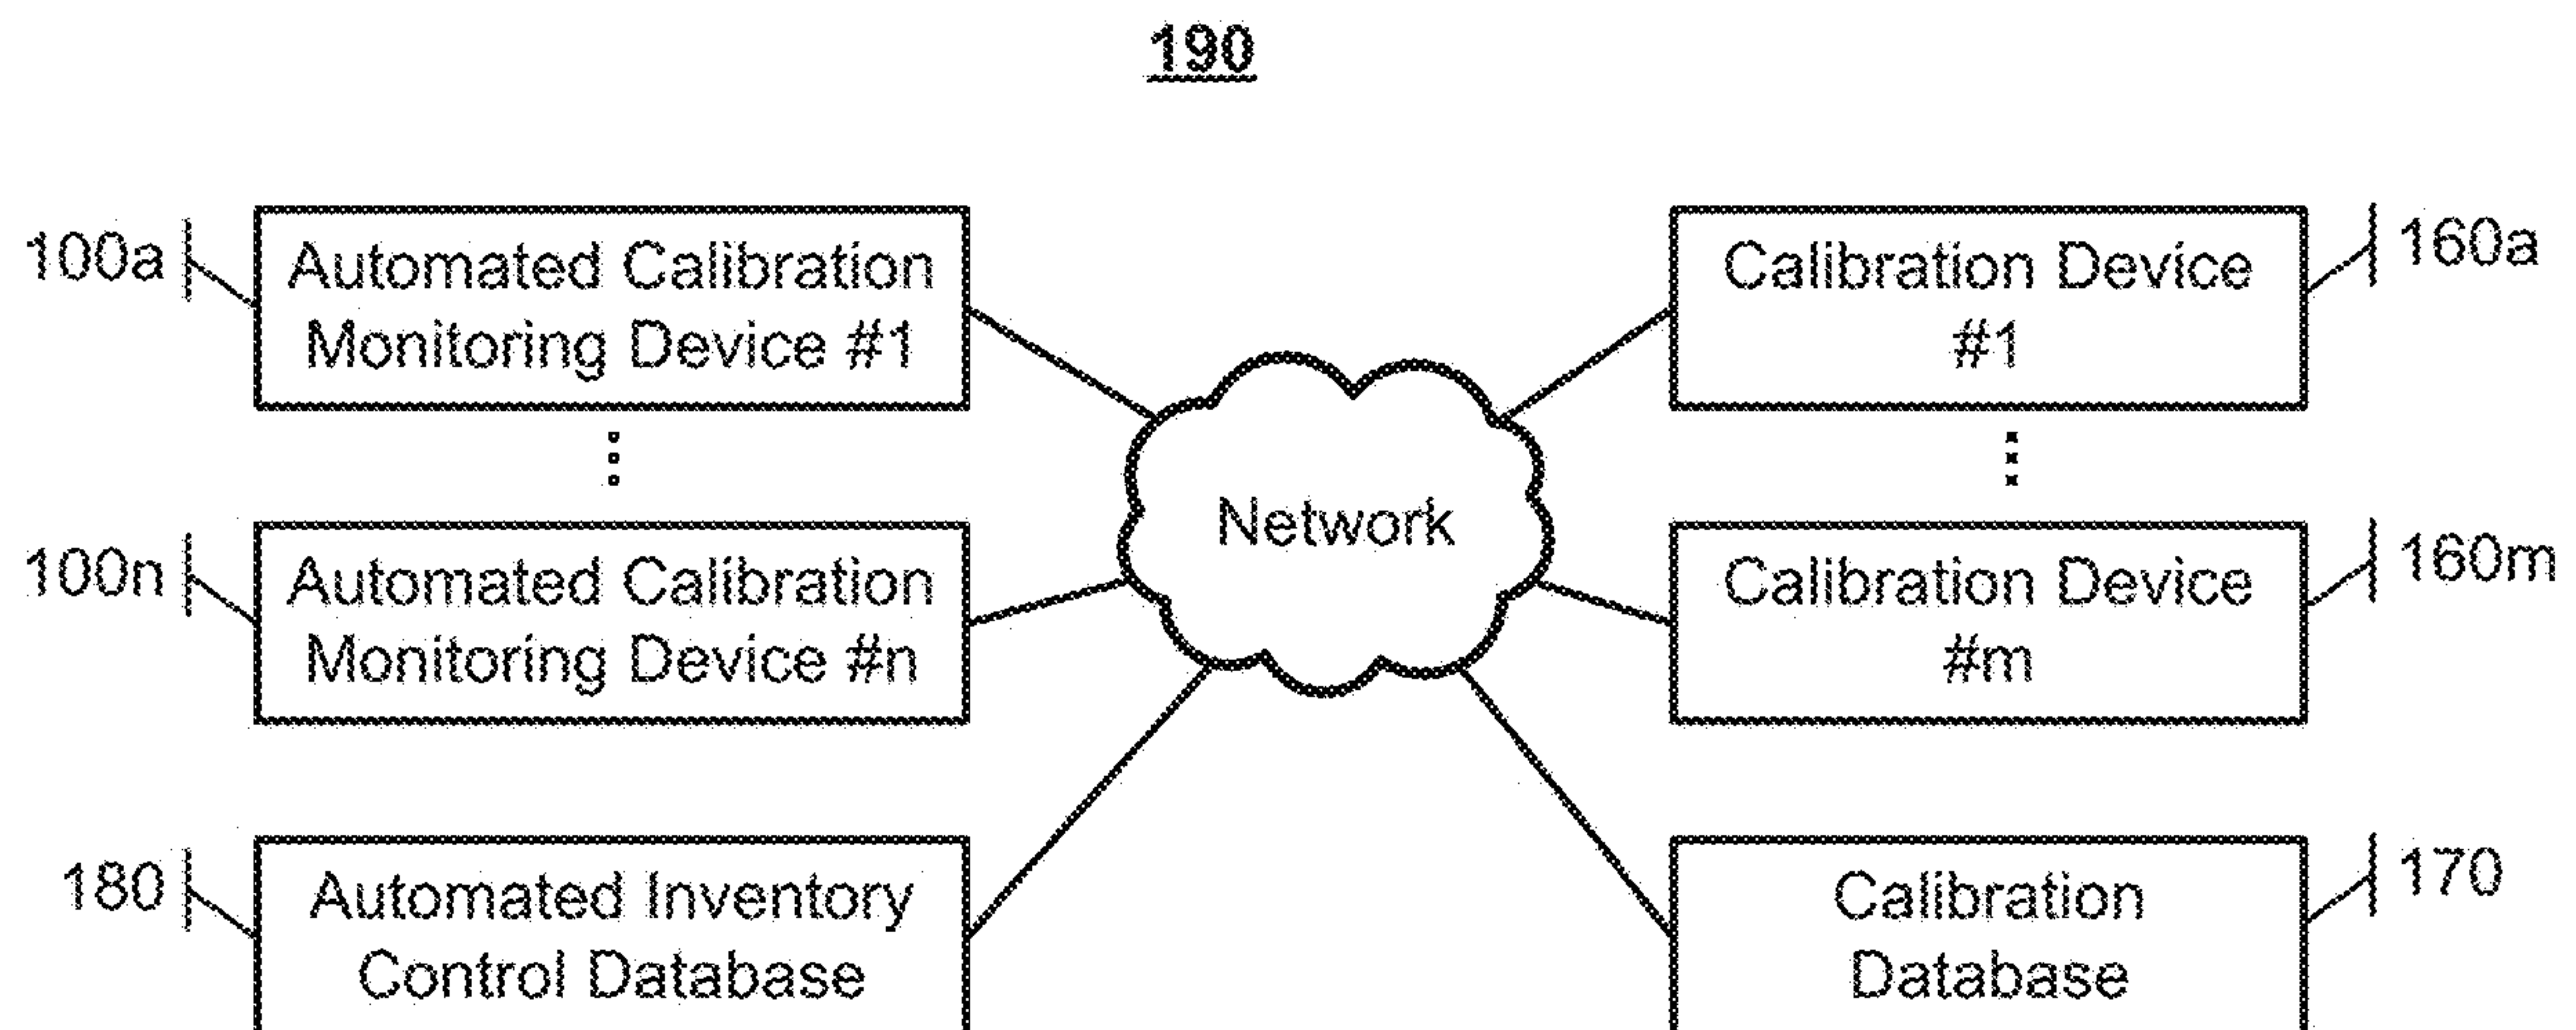 190
100a
Automated Calibration
Monitoring Device #1
Calibration Device
#1
160a
Network
100n
Automated Calibration
Monitoring Device #n
Calibration Device
#m
160m
180
Automated Inventory
Control Database
Calibration
Database
170